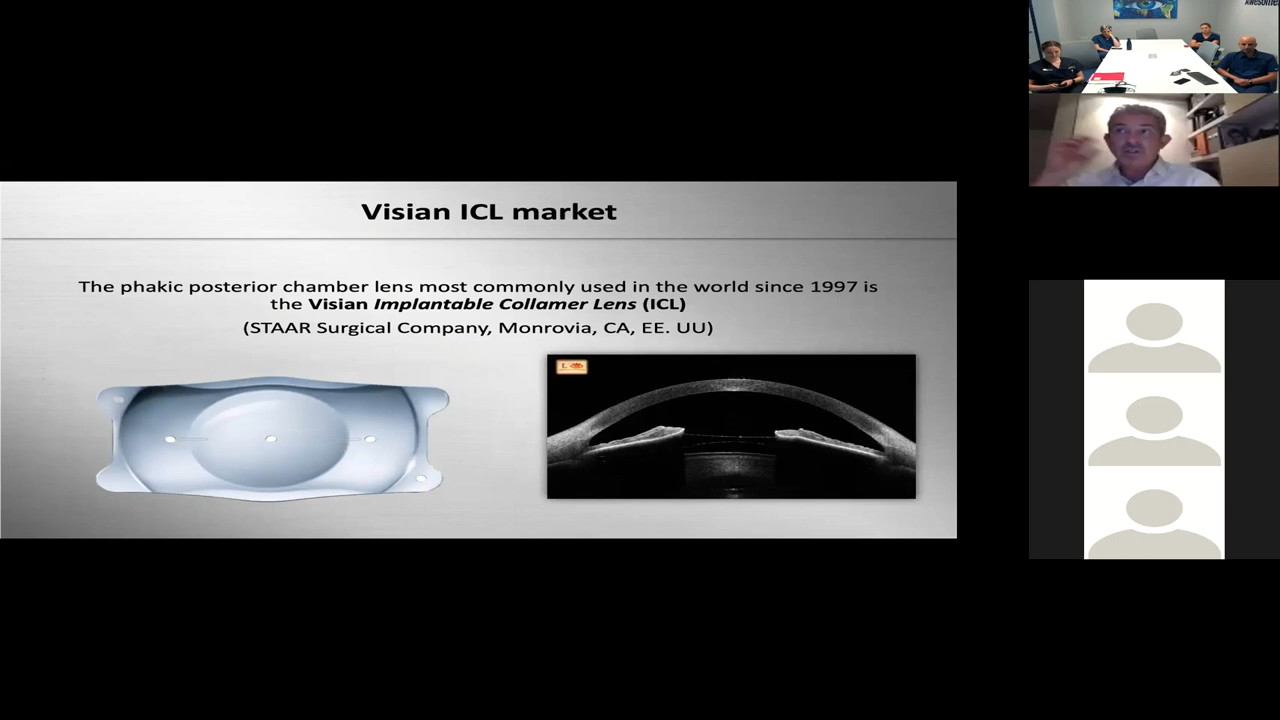 Awesome
Visian ICL market
The phakic posterior chamber lens most commonly used in the world since 1997 is
the Visian Implantable Collamer Lens (ICL)
(STAAR Surgical Company, Monrovia, CA, EE. UU)